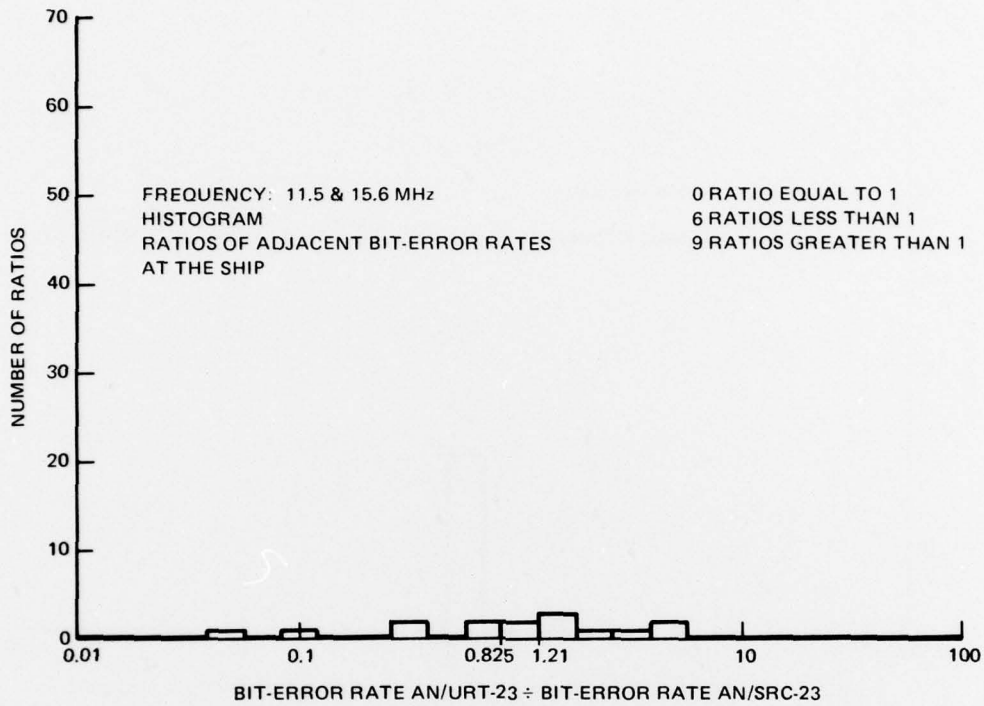 70
60
50
40
30
20
10
0
NUMBER OF RATIOS
FREQUENCY: 11.5 & 15.6 MHz
HISTOGRAM
RATIOS OF ADJACENT BIT-ERROR RATES
AT THE SHIP
0 RATIO EQUAL TO 1
6 RATIOS LESS THAN 1
9 RATIOS GREATER THAN 1
0.01 0.1 0.825 1.21 10 100
BIT-ERROR RATE AN/URT-23 ÷ BIT-ERROR RATE AN/SRC-23